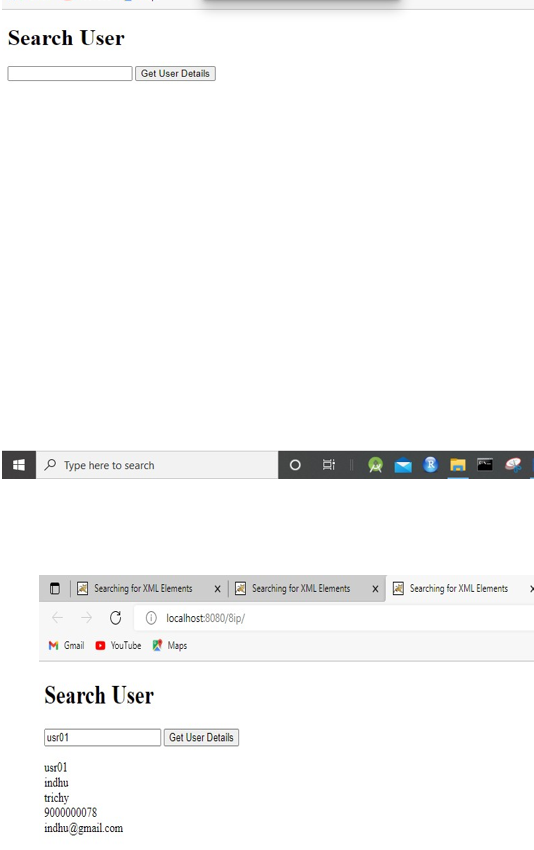 Search User
Get User Details
Type here to search
Searching for XML Elements
Searching for XML Elements
Searching for XML Elements
localhost:8080/8ip/
Gmail YouTube Maps
Search User
usr01 Get User Details
usr01
indhu
trichy
9000000078
indhu@gmail.com